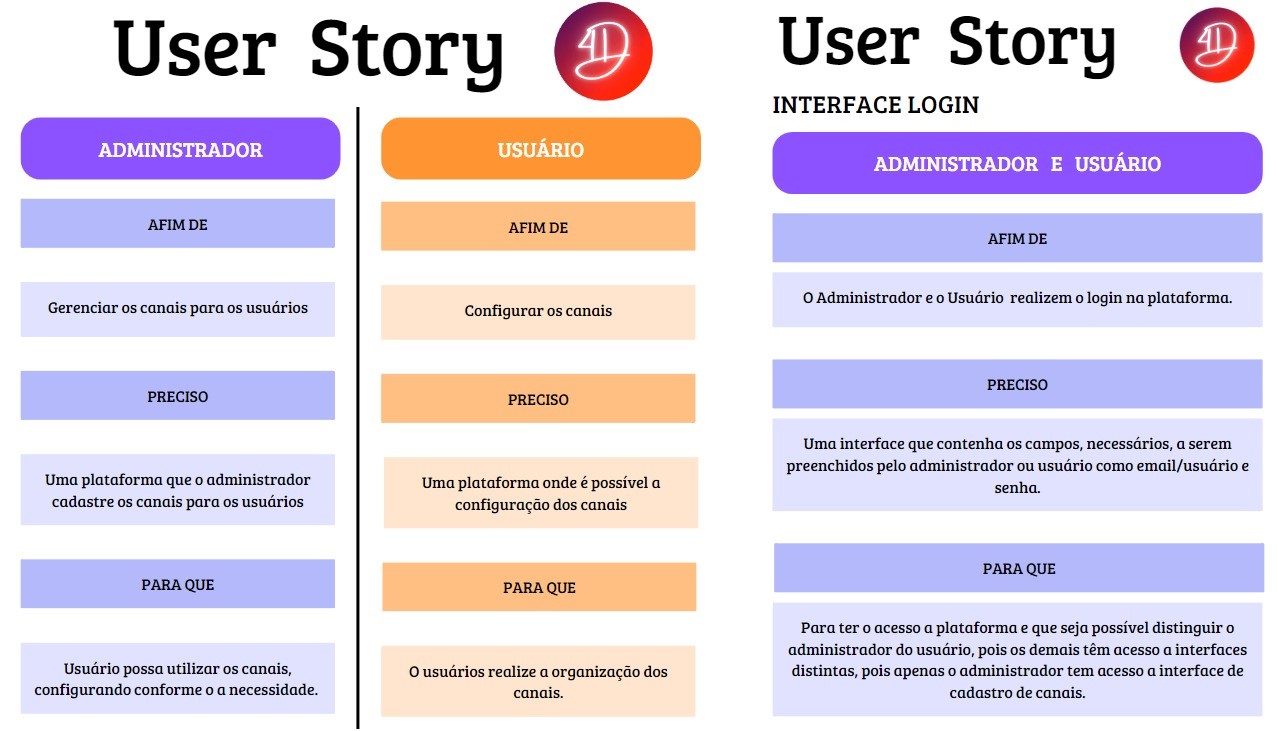 User Story
ADMINISTRADOR
AFIM DE
Gerenciar os canais para os usuários
PRECISO
Uma plataforma que o administrador
cadastre os canais para os usuários
PARA QUE
Usuário possa utilizar os canais,
configurando conforme o a necessidade.
USUÁRIO
AFIM DE
Configurar os canais
PRECISO
Uma plataforma onde é possível a
configuração dos canais
PARA QUE
O usuários realize a organização dos
canais.
User Story
INTERFACE LOGIN
ADMINISTRADOR E USUÁRIO
AFIM DE
O Administrador e o Usuário realizem o login na plataforma.
PRECISO
Uma interface que contenha os campos, necessários, a serem
preenchidos pelo administrador ou usuário como email/usuário e
senha.
PARA QUE
Para ter o acesso a plataforma e que seja possível distinguir o
administrador do usuário, pois os demais têm acesso a interfaces
distintas, pois apenas o administrador tem acesso a interface de
cadastro de canais.